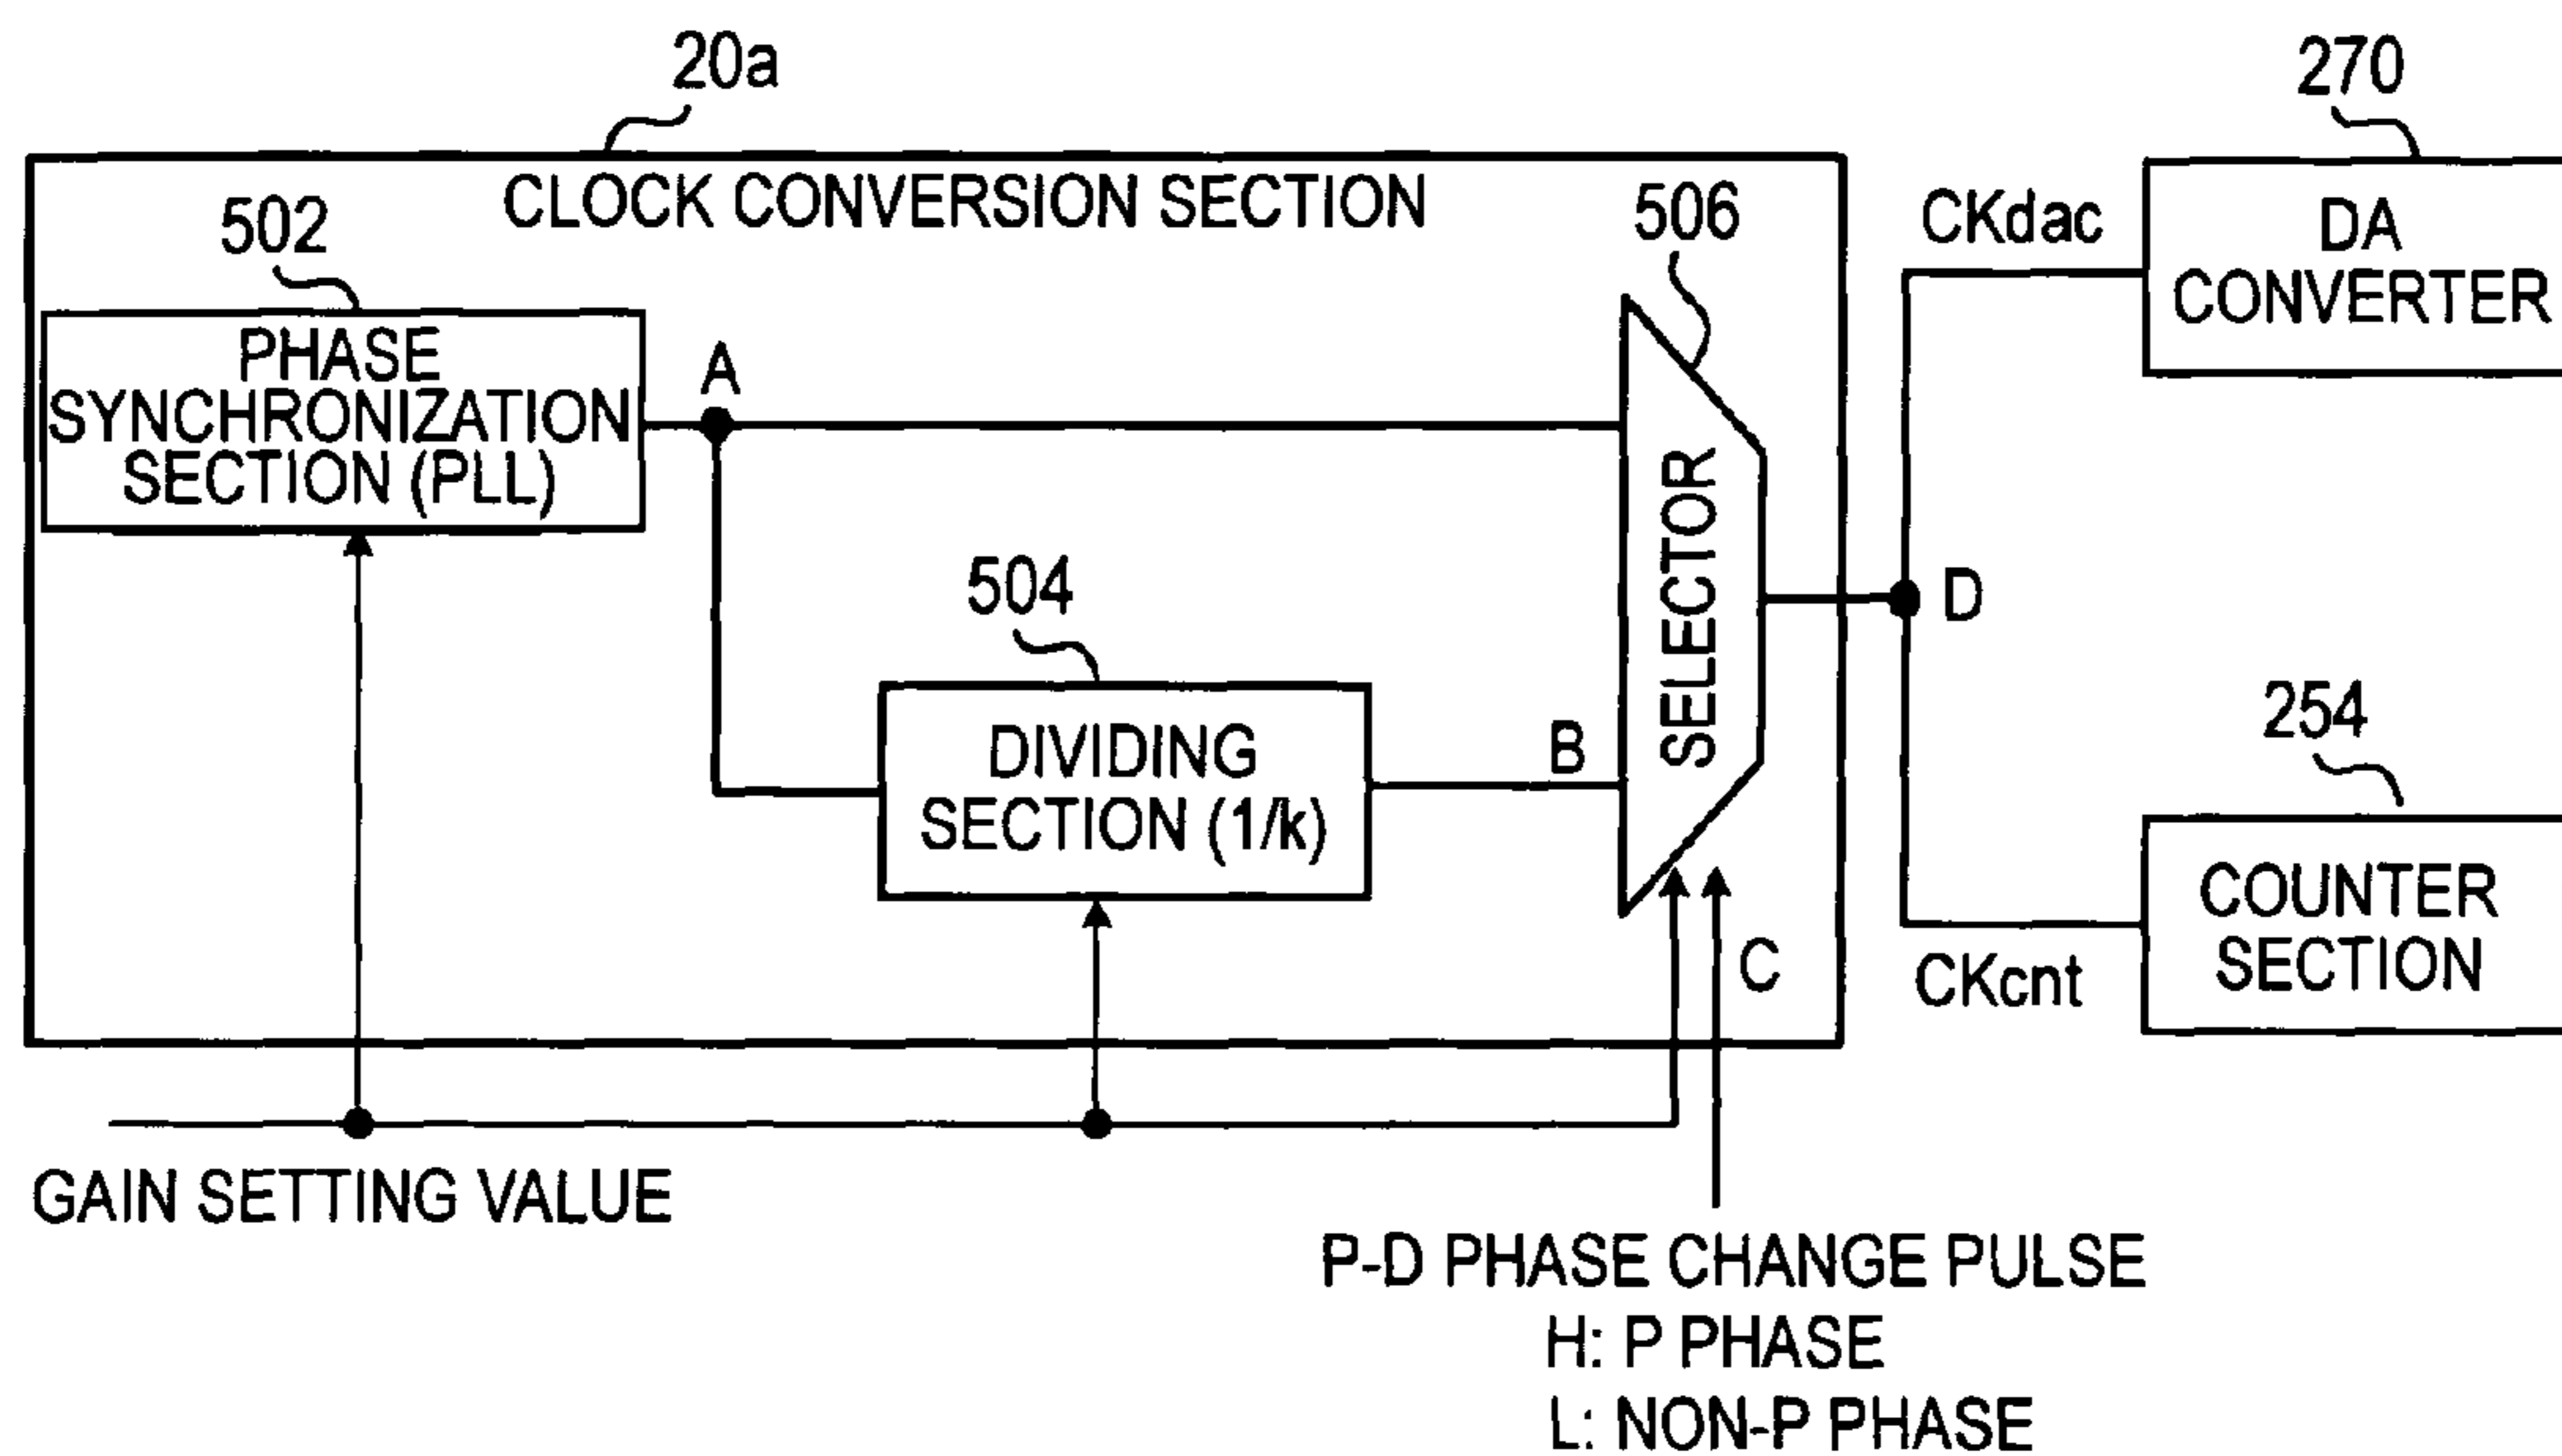 20a
270
CLOCK CONVERSION SECTION
502
506
CKdac
DA
CONVERTER
PHASE
SYNCHRONIZATION
SECTION (PLL)
A
SELECTOR
D
504
DIVIDING
SECTION (1/k)
B
254
COUNTER
SECTION
C
CKcnt
GAIN SETTING VALUE
P-D PHASE CHANGE PULSE
H: P PHASE
L: NON-P PHASE